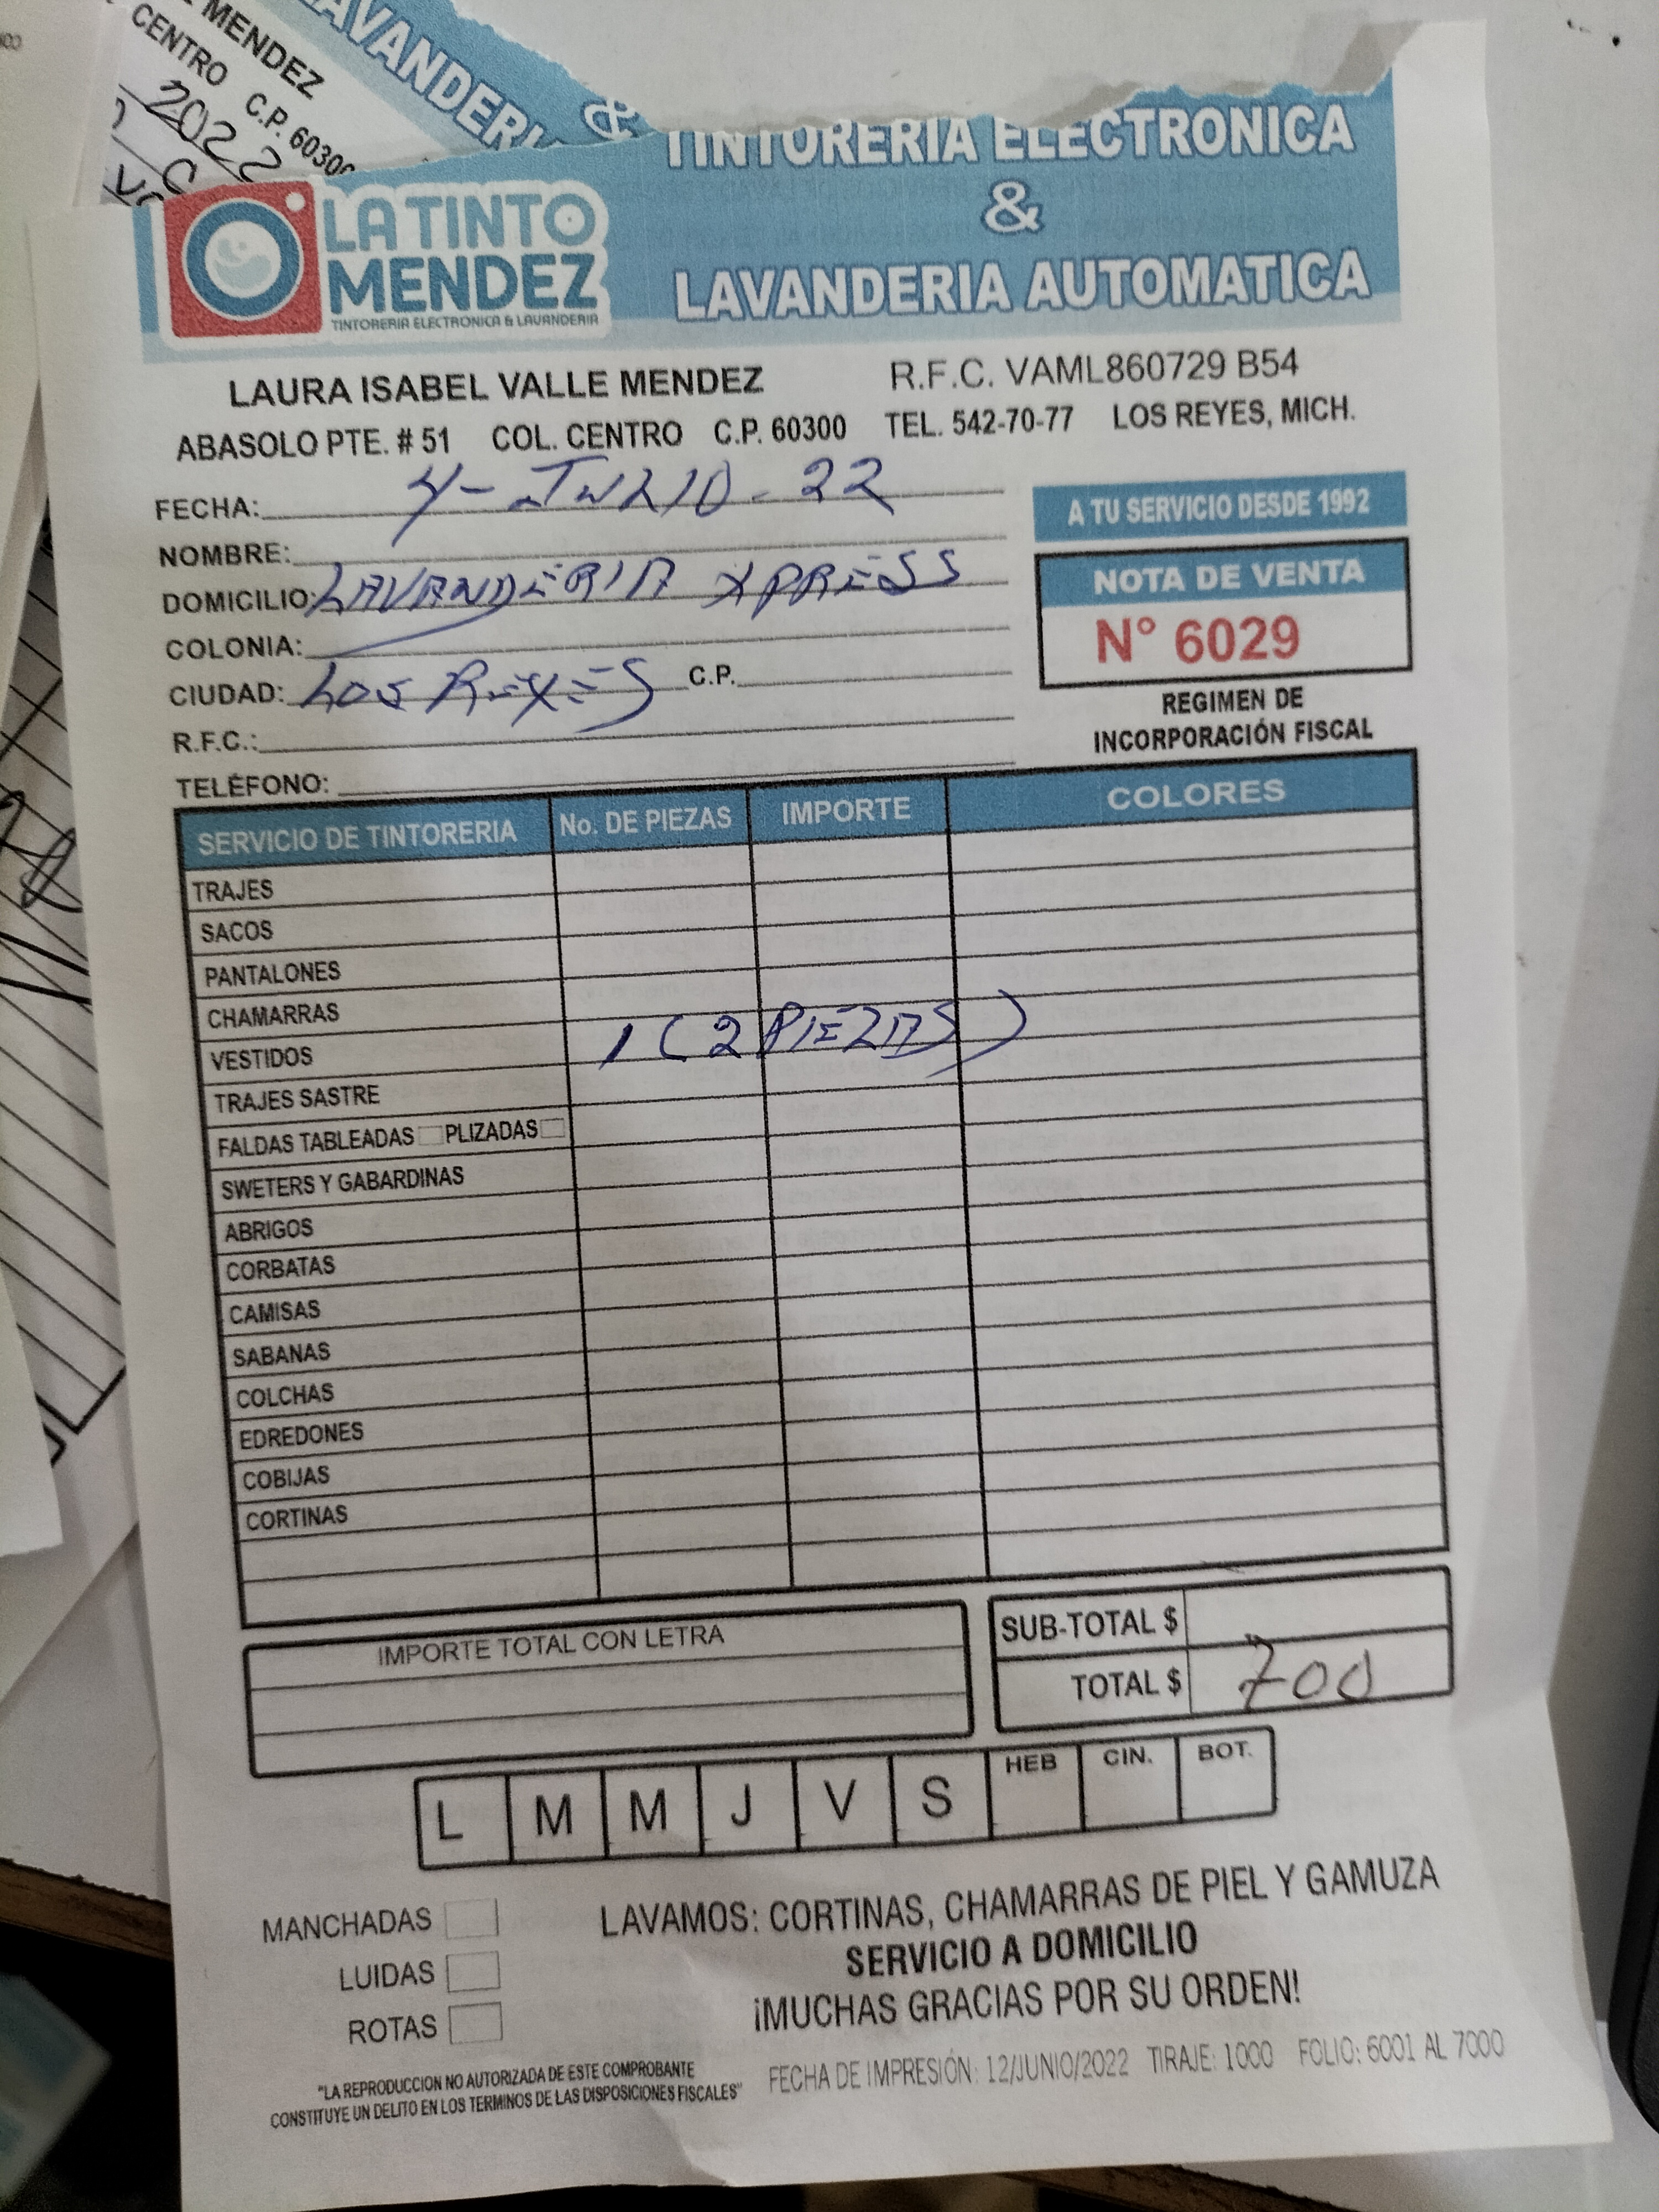 MENDEZ
CENTRO C.P. 60300
2022
LAVANDERI
&
TINTORERIA ELECTRONICA
&
LAVANDERIA AUTOMATICA
LA TINTO
MENDEZ
TINTORERIA ELECTRONICA & LAVANDERIA
LAURA ISABEL VALLE MENDEZ R.F.C. VAML860729 B54
ABASOLO PTE. # 51 COL. CENTRO C.P. 60300 TEL. 542-70-77 LOS REYES, MICH.
FECHA: 4-JULIO-22
A TU SERVICIO DESDE 1992
NOMBRE:
DOMICILIO: LAVANDERIA XPRESS
NOTA DE VENTA
N° 6029
COLONIA:
CIUDAD: LOS REYES C.P.
REGIMEN DE
INCORPORACIÓN FISCAL
R.F.C.:
TELÉFONO:
SERVICIO DE TINTORERIA No. DE PIEZAS IMPORTE COLORES
TRAJES
SACOS
PANTALONES
CHAMARRAS
VESTIDOS 1 (2 PIEZAS)
TRAJES SASTRE
FALDAS TABLEADAS PLIZADAS
SWETERS Y GABARDINAS
ABRIGOS
CORBATAS
CAMISAS
SABANAS
COLCHAS
EDREDONES
COBIJAS
CORTINAS
IMPORTE TOTAL CON LETRA
SUB-TOTAL $
TOTAL $ 700
L M M J V S HEB CIN. BOT.
MANCHADAS
LUIDAS
ROTAS
LAVAMOS: CORTINAS, CHAMARRAS DE PIEL Y GAMUZA
SERVICIO A DOMICILIO
¡MUCHAS GRACIAS POR SU ORDEN!
"LA REPRODUCCION NO AUTORIZADA DE ESTE COMPROBANTE
CONSTITUYE UN DELITO EN LOS TERMINOS DE LAS DISPOSICIONES FISCALES"
FECHA DE IMPRESIÓN: 12/JUNIO/2022 TIRAJE: 1000 FOLIO: 6001 AL 7000